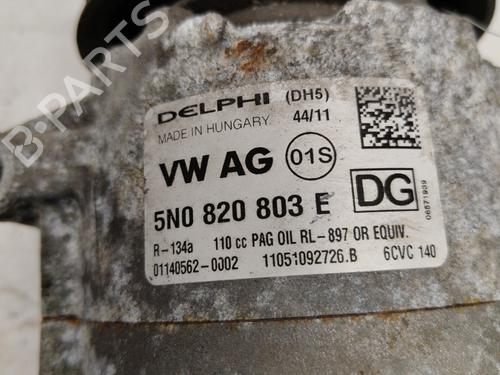 DELPHI (DH5)
MADE IN HUNGARY 44/11
VW AG 01S
5N0 820 803 E DG
06571939
R-134a 110 cc PAG OIL RL-897 OR EQUIV.
01140562-0002 11051092726.B 6CVC 140
B-PARTS